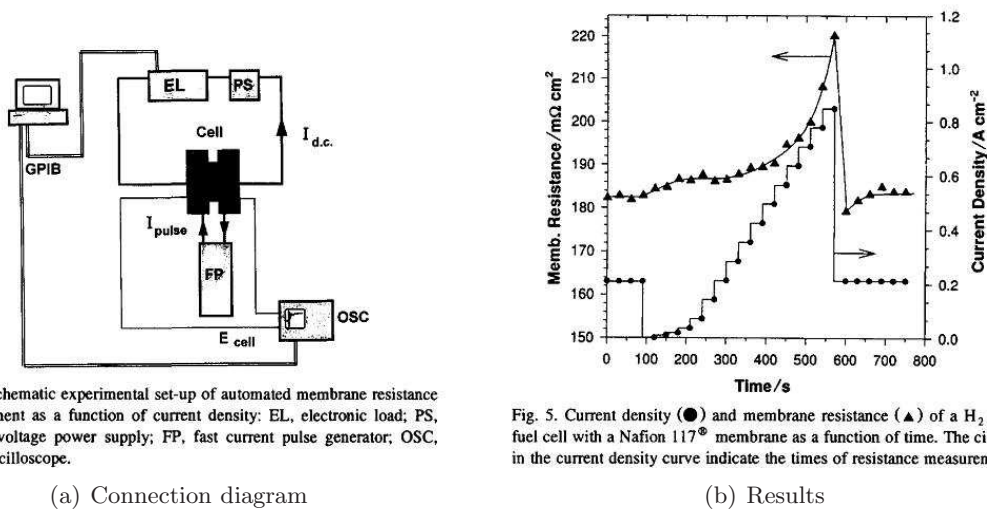 EL
PS
Cell
I d.c.
GPIB
I pulse
FP
E cell
OSC
chematic experimental set-up of automated membrane resistance
ment as a function of current density: EL, electronic load; PS,
voltage power supply; FP, fast current pulse generator; OSC,
cilloscope.
(a) Connection diagram
Memb. Resistance/mΩ cm²
220
210
200
190
180
170
160
150
1.2
1.0
0.8
0.6
0.4
0.2
0.0
Current Density/A cm⁻²
0 100 200 300 400 500 600 700 800
Time/s
Fig. 5. Current density (●) and membrane resistance (▲) of a H₂
fuel cell with a Nafion 117® membrane as a function of time. The ci
in the current density curve indicate the times of resistance measuren
(b) Results